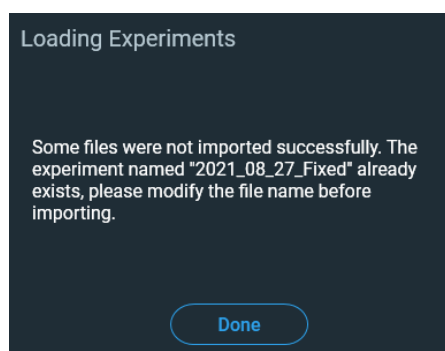 Loading Experiments
Some files were not imported successfully. The
experiment named "2021_08_27_Fixed" already
exists, please modify the file name before
importing.
Done